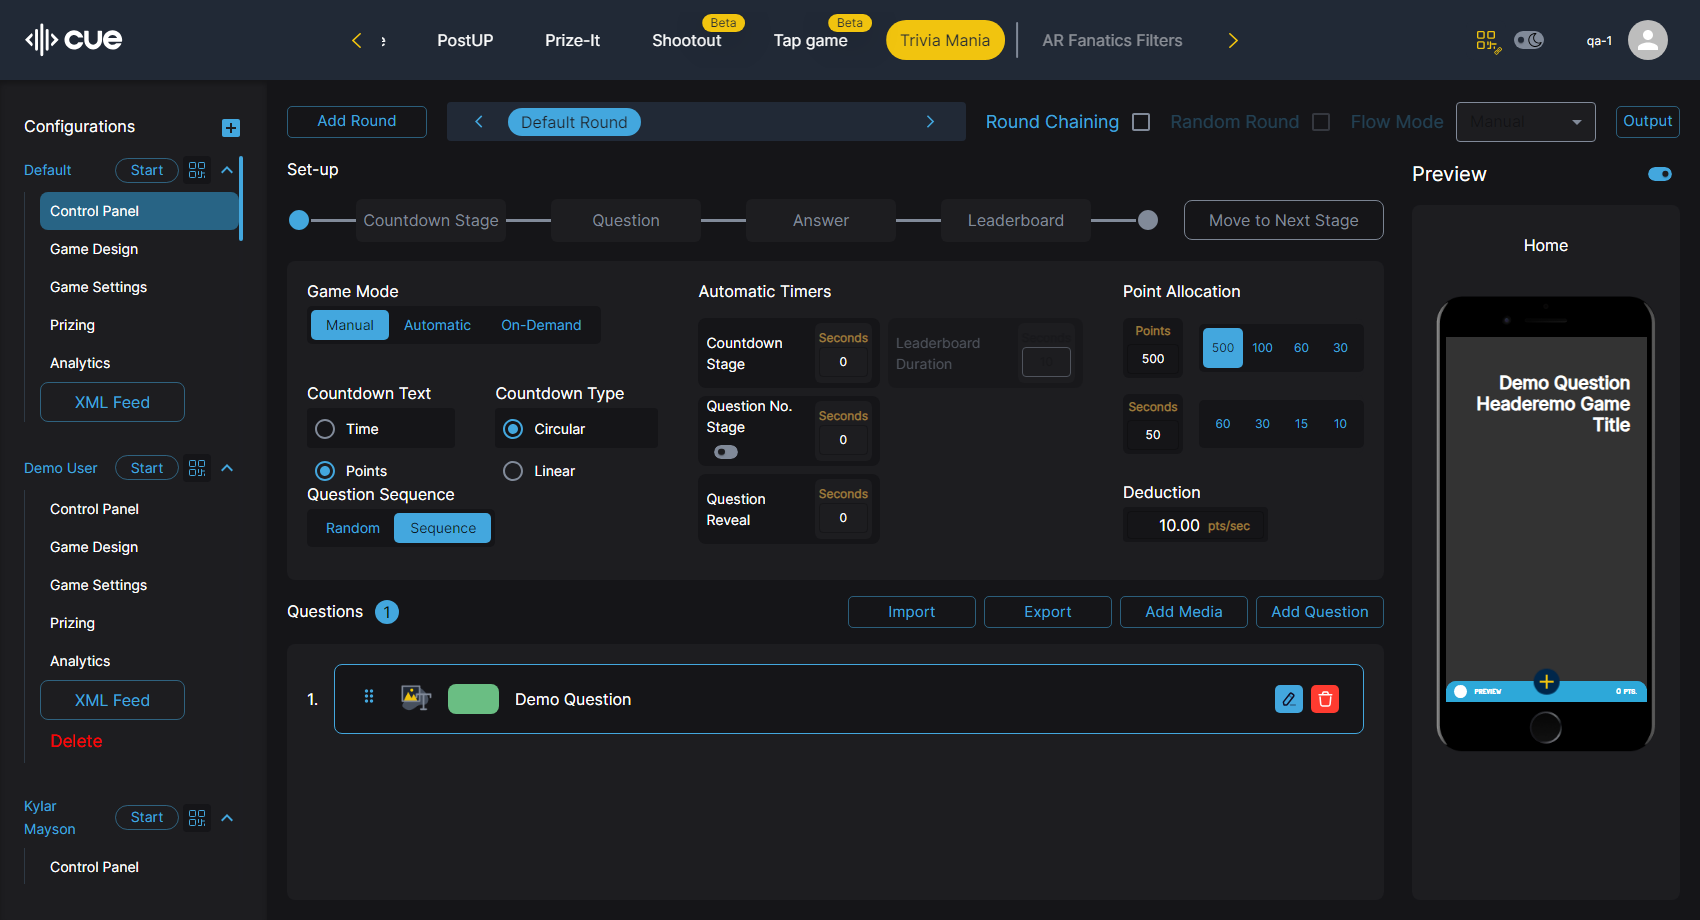 cue
e
PostUP
Prize-It
Shootout
Beta
Tap game
Beta
Trivia Mania
AR Fanatics Filters
qa-1
Configurations
Default
Start
Control Panel
Game Design
Game Settings
Prizing
Analytics
XML Feed
Demo User
Start
Control Panel
Game Design
Game Settings
Prizing
Analytics
XML Feed
Delete
Kylar
Mayson
Start
Control Panel
Add Round
Default Round
Round Chaining
Random Round
Flow Mode
Manual
Output
Set-up
Countdown Stage
Question
Answer
Leaderboard
Move to Next Stage
Game Mode
Manual
Automatic
On-Demand
Countdown Text
Time
Points
Countdown Type
Circular
Linear
Question Sequence
Random
Sequence
Automatic Timers
Countdown
Stage
Seconds
0
Leaderboard
Duration
Question No.
Stage
Seconds
0
Question
Reveal
Seconds
0
Point Allocation
Points
500
500
100
60
30
Seconds
50
60
30
15
10
Deduction
10.00 pts/sec
Questions 1
Import
Export
Add Media
Add Question
1.
Demo Question
Preview
Home
Demo Question
Headeremo Game
Title
PREVIEW
0 PTS.